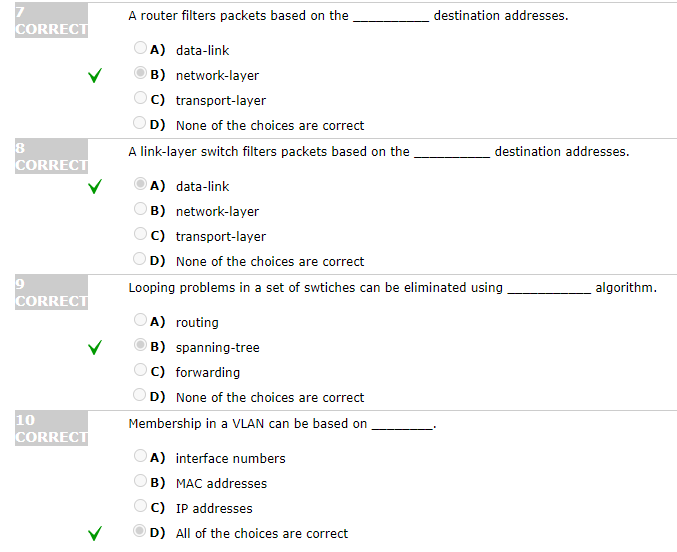 7
CORRECT
A router filters packets based on the __________ destination addresses.
A) data-link
B) network-layer
C) transport-layer
D) None of the choices are correct
8
CORRECT
A link-layer switch filters packets based on the __________ destination addresses.
A) data-link
B) network-layer
C) transport-layer
D) None of the choices are correct
9
CORRECT
Looping problems in a set of swtiches can be eliminated using ___________ algorithm.
A) routing
B) spanning-tree
C) forwarding
D) None of the choices are correct
10
CORRECT
Membership in a VLAN can be based on ________.
A) interface numbers
B) MAC addresses
C) IP addresses
D) All of the choices are correct